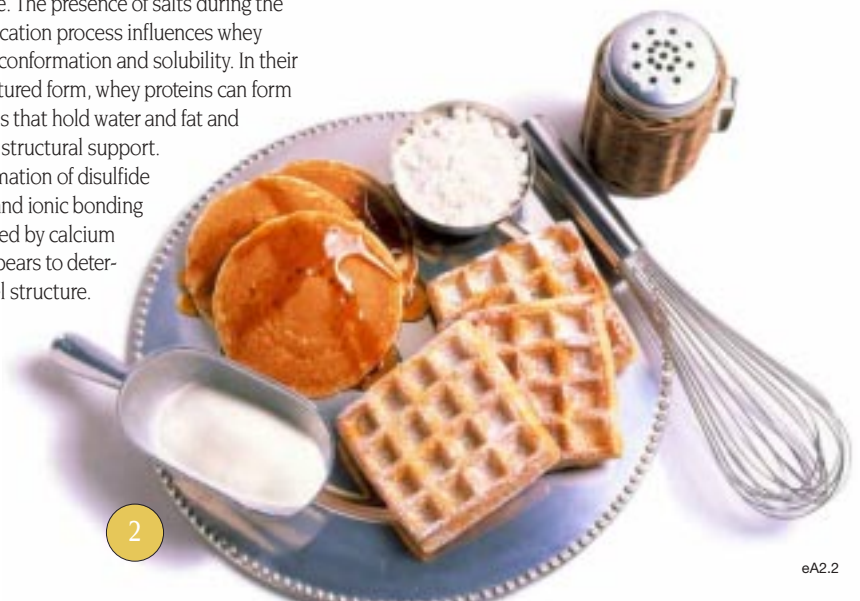 e. The presence of salts during the
cation process influences whey
conformation and solubility. In their
tured form, whey proteins can form
s that hold water and fat and
structural support.
mation of disulfide
and ionic bonding
ed by calcium
pears to deter-
l structure.
2
eA2.2